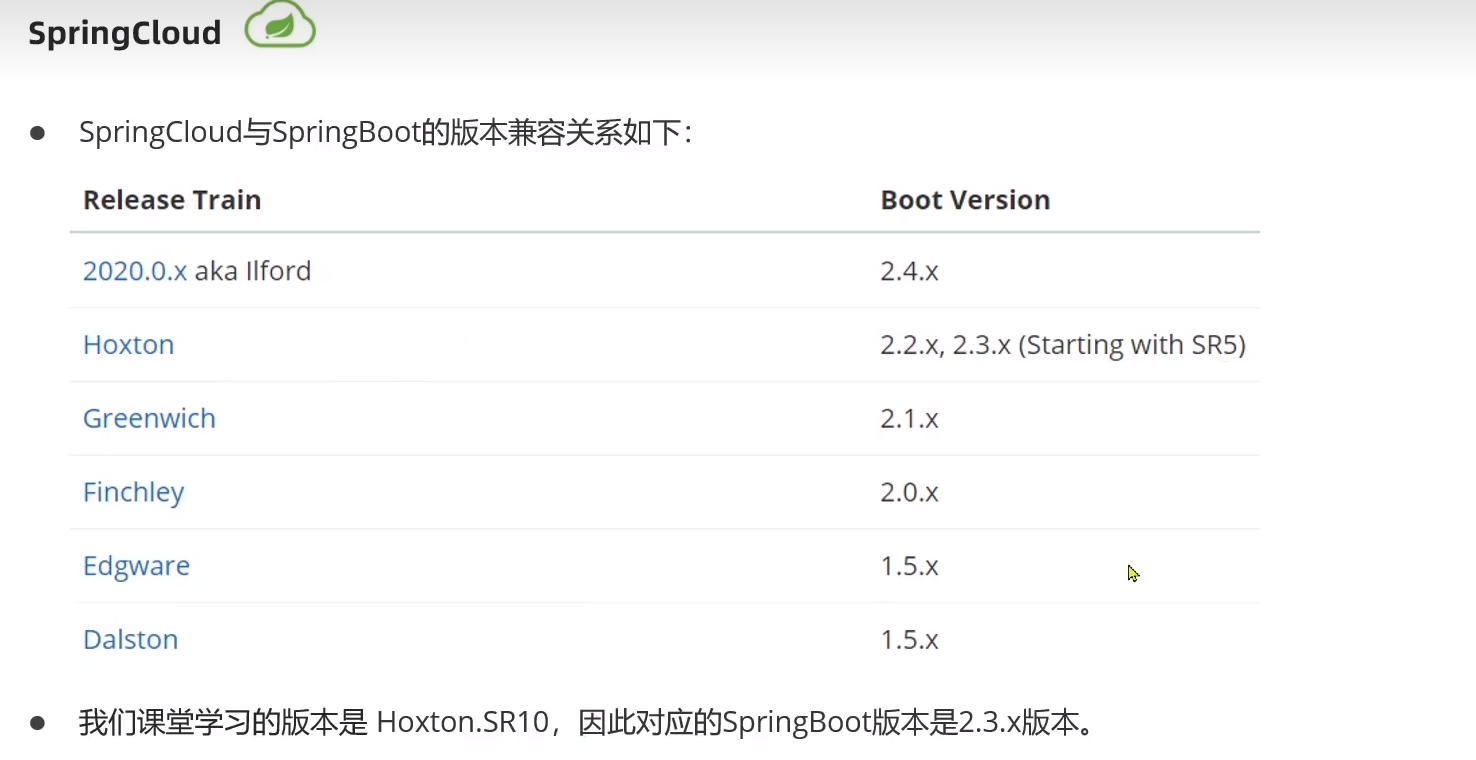 SpringCloud
● SpringCloud与SpringBoot的版本兼容关系如下：
Release Train Boot Version
2020.0.x aka Ilford 2.4.x
Hoxton 2.2.x, 2.3.x (Starting with SR5)
Greenwich 2.1.x
Finchley 2.0.x
Edgware 1.5.x
Dalston 1.5.x
● 我们课堂学习的版本是 Hoxton.SR10，因此对应的SpringBoot版本是2.3.x版本。